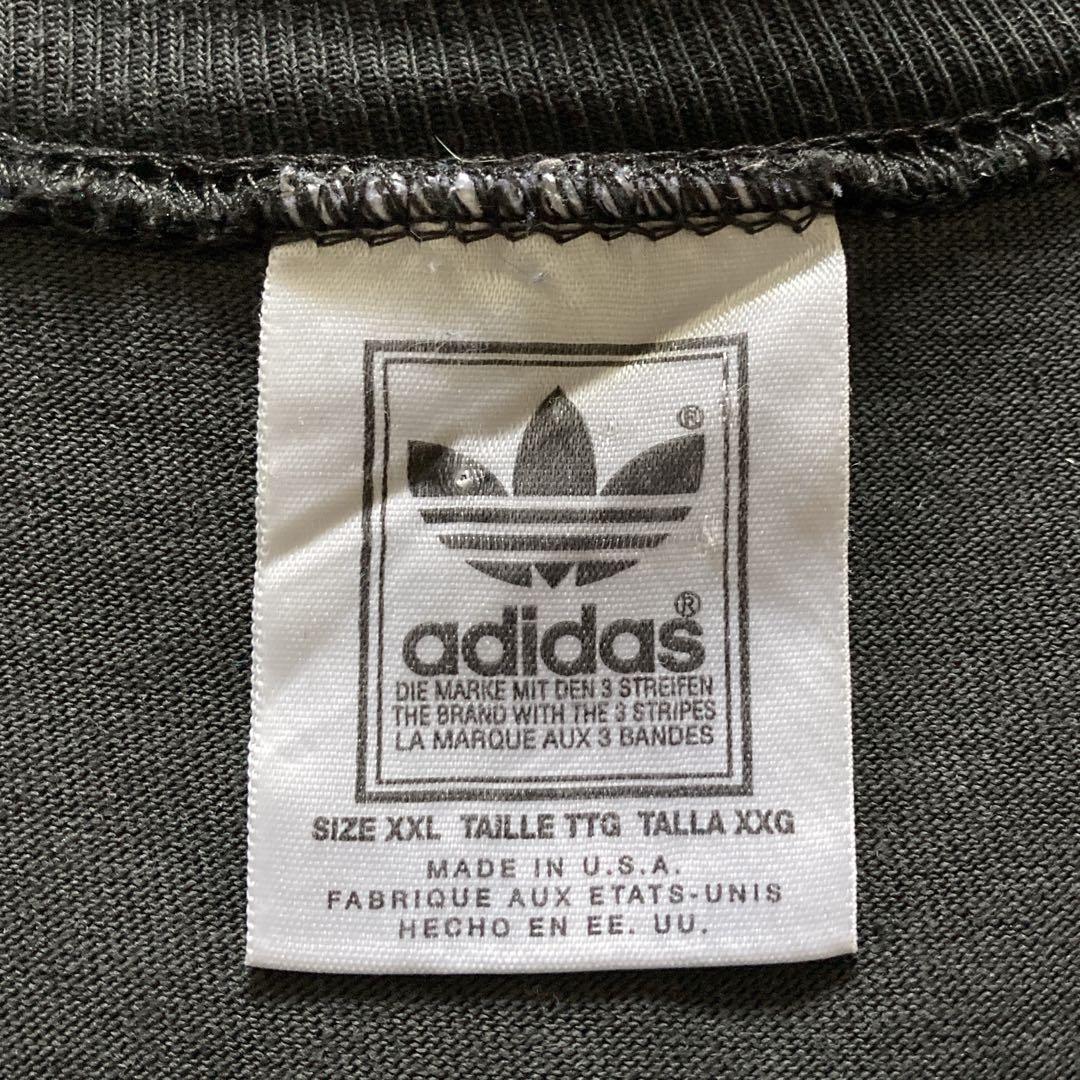 ®
adidas®
DIE MARKE MIT DEN 3 STREIFEN
THE BRAND WITH THE 3 STRIPES
LA MARQUE AUX 3 BANDES
SIZE XXL TAILLE TTG TALLA XXG
MADE IN U.S.A.
FABRIQUE AUX ETATS-UNIS
HECHO EN EE. UU.